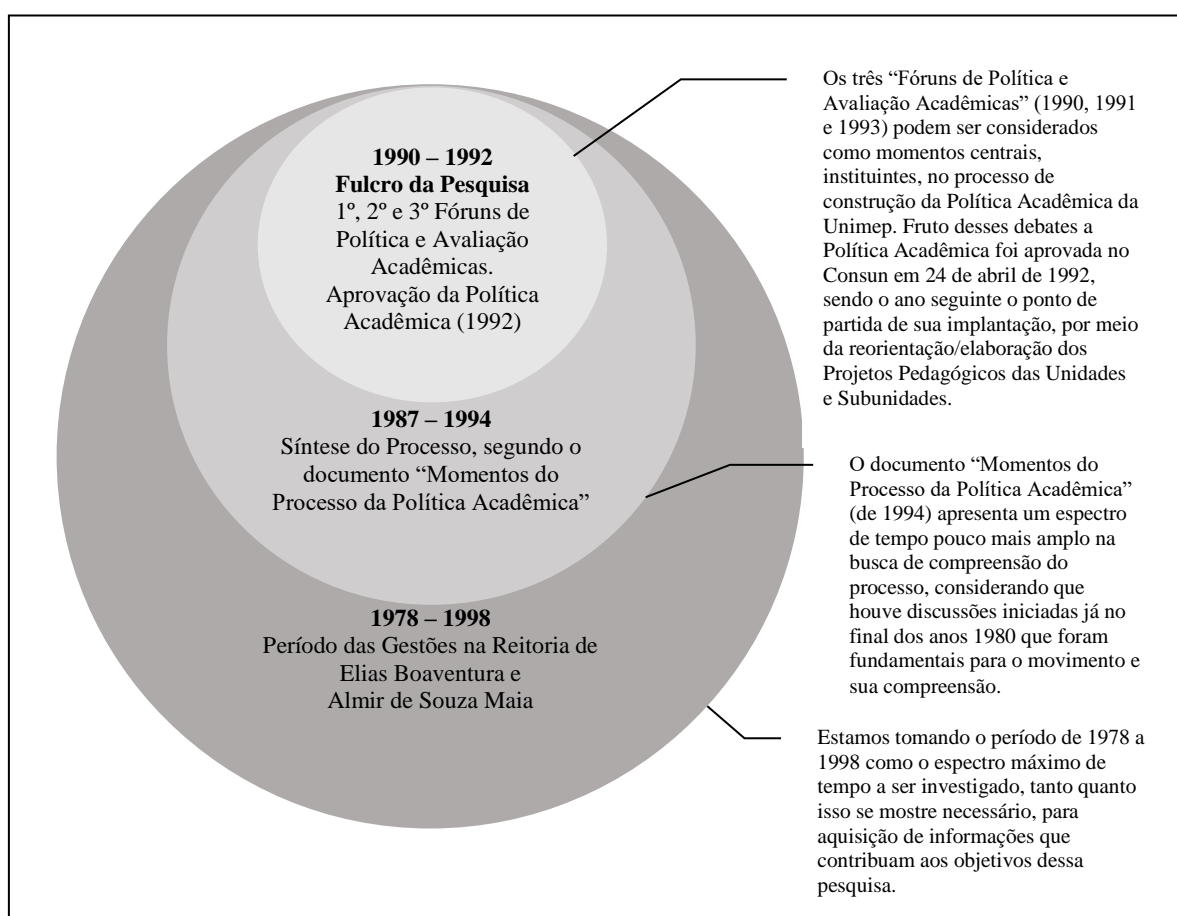 1990 – 1992
Fulcro da Pesquisa
1º, 2º e 3º Fóruns de
Política e Avaliação
Acadêmicas.
Aprovação da Política
Acadêmica (1992)
1987 – 1994
Síntese do Processo, segundo o
documento “Momentos do
Processo da Política Acadêmica”
1978 – 1998
Período das Gestões na Reitoria de
Elias Boaventura e
Almir de Souza Maia
Os três “Fóruns de Política e
Avaliação Acadêmicas” (1990, 1991
e 1993) podem ser considerados
como momentos centrais,
instituintes, no processo de
construção da Política Acadêmica da
Unimep. Fruto desses debates a
Política Acadêmica foi aprovada no
Consun em 24 de abril de 1992,
sendo o ano seguinte o ponto de
partida de sua implantação, por meio
da reorientação/elaboração dos
Projetos Pedagógicos das Unidades
e Subunidades.
O documento “Momentos do
Processo da Política Acadêmica”
(de 1994) apresenta um espectro
de tempo pouco mais amplo na
busca de compreensão do
processo, considerando que
houve discussões iniciadas já no
final dos anos 1980 que foram
fundamentais para o movimento e
sua compreensão.
Estamos tomando o período de 1978 a
1998 como o espectro máximo de
tempo a ser investigado, tanto quanto
isso se mostre necessário, para
aquisição de informações que
contribuam aos objetivos dessa
pesquisa.